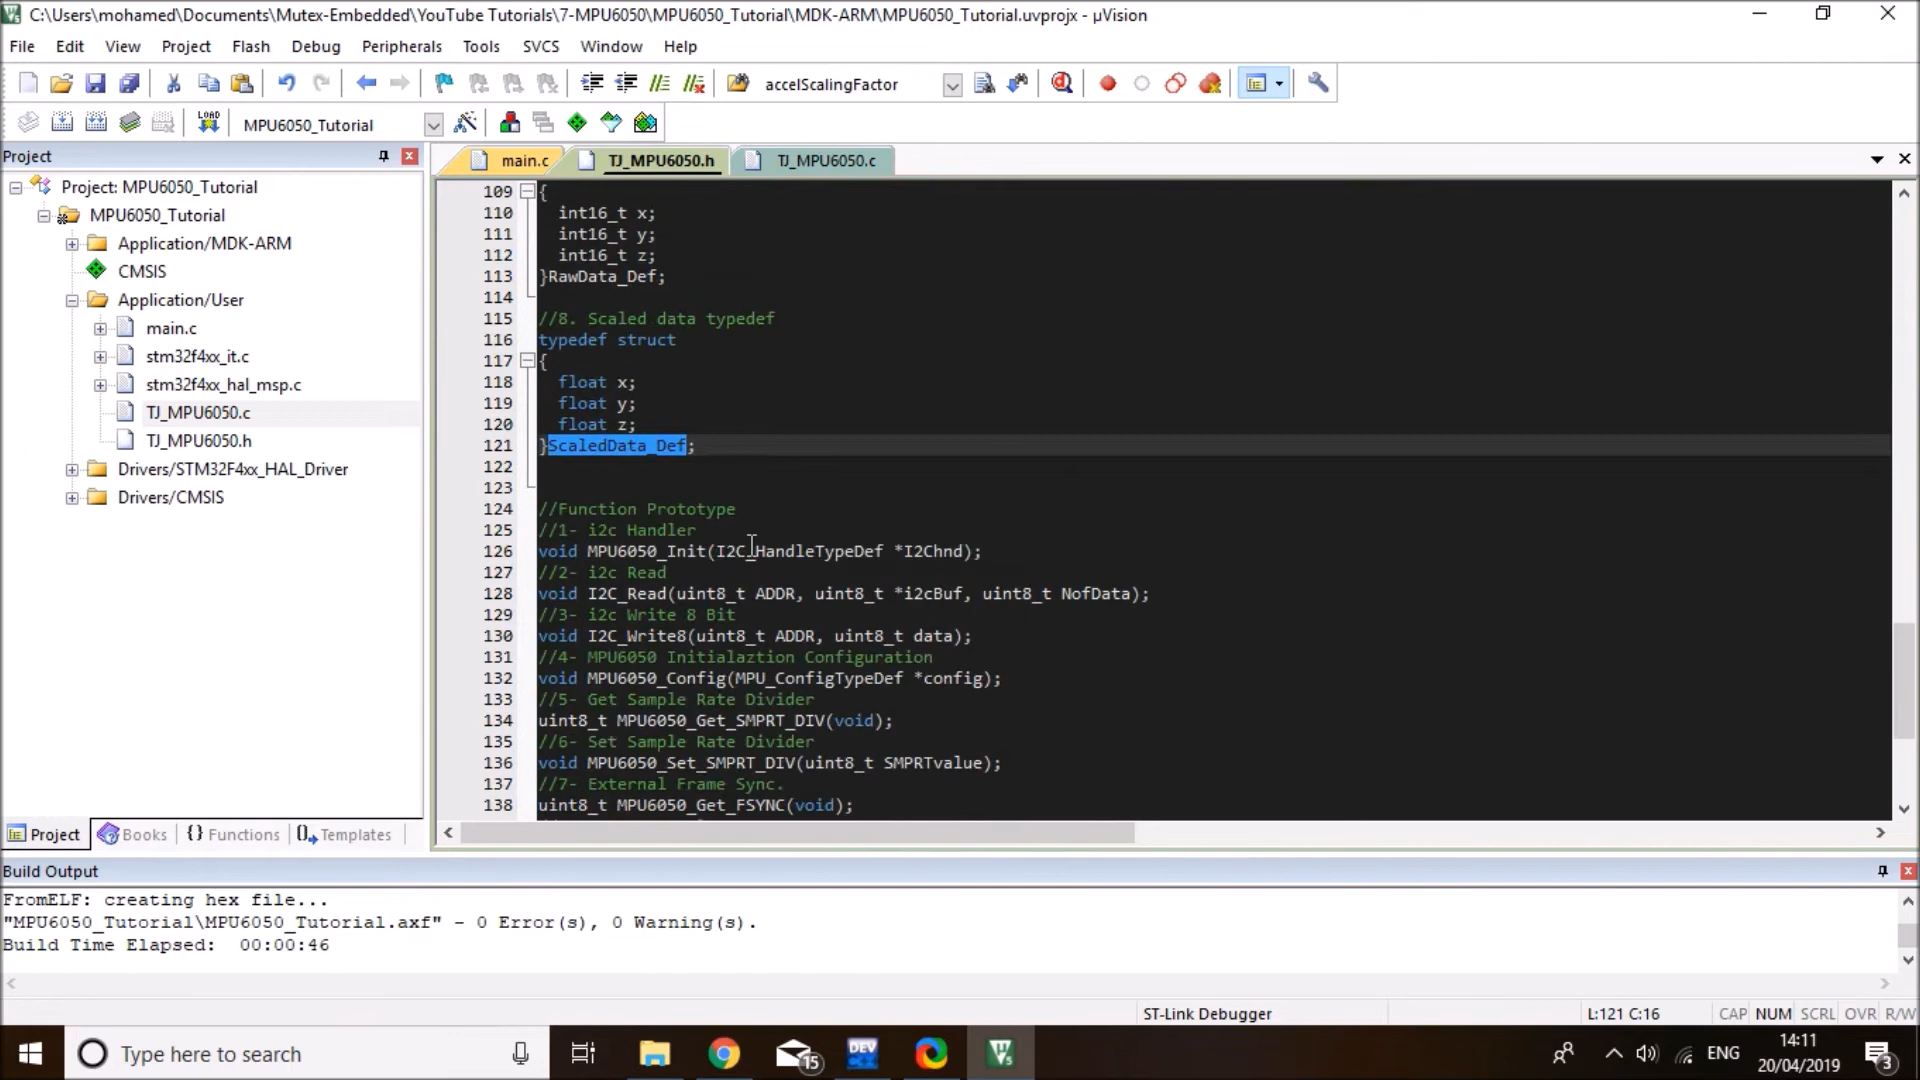 C:\Users\mohamed\Documents\Mutex-Embedded\YouTube Tutorials\7-MPU6050\MPU6050_Tutorial\MDK-ARM\MPU6050_Tutorial.uvprojx - µVision
File Edit View Project Flash Debug Peripherals Tools SVCS Window Help
accelScalingFactor
LOAD MPU6050_Tutorial
Project
main.c TJ_MPU6050.h TJ_MPU6050.c
Project: MPU6050_Tutorial
MPU6050_Tutorial
Application/MDK-ARM
CMSIS
Application/User
main.c
stm32f4xx_it.c
stm32f4xx_hal_msp.c
TJ_MPU6050.c
TJ_MPU6050.h
Drivers/STM32F4xx_HAL_Driver
Drivers/CMSIS
109 {
110 int16_t x;
111 int16_t y;
112 int16_t z;
113 }RawData_Def;
114
115 //8. Scaled data typedef
116 typedef struct
117 {
118 float x;
119 float y;
120 float z;
121 }ScaledData_Def;
122
123
124 //Function Prototype
125 //1- i2c Handler
126 void MPU6050_Init(I2C_HandleTypeDef *I2Chnd);
127 //2- i2c Read
128 void I2C_Read(uint8_t ADDR, uint8_t *i2cBuf, uint8_t NofData);
129 //3- i2c Write 8 Bit
130 void I2C_Write8(uint8_t ADDR, uint8_t data);
131 //4- MPU6050 Initialaztion Configuration
132 void MPU6050_Config(MPU_ConfigTypeDef *config);
133 //5- Get Sample Rate Divider
134 uint8_t MPU6050_Get_SMPRT_DIV(void);
135 //6- Set Sample Rate Divider
136 void MPU6050_Set_SMPRT_DIV(uint8_t SMPRTvalue);
137 //7- External Frame Sync.
138 uint8_t MPU6050_Get_FSYNC(void);
Project Books {} Functions Templates
Build Output
FromELF: creating hex file...
"MPU6050_Tutorial\MPU6050_Tutorial.axf" - 0 Error(s), 0 Warning(s).
Build Time Elapsed: 00:00:46
ST-Link Debugger L:121 C:16 CAP NUM SCRL OVR R/W
Type here to search
15
DEV
ENG
14:11
20/04/2019
3